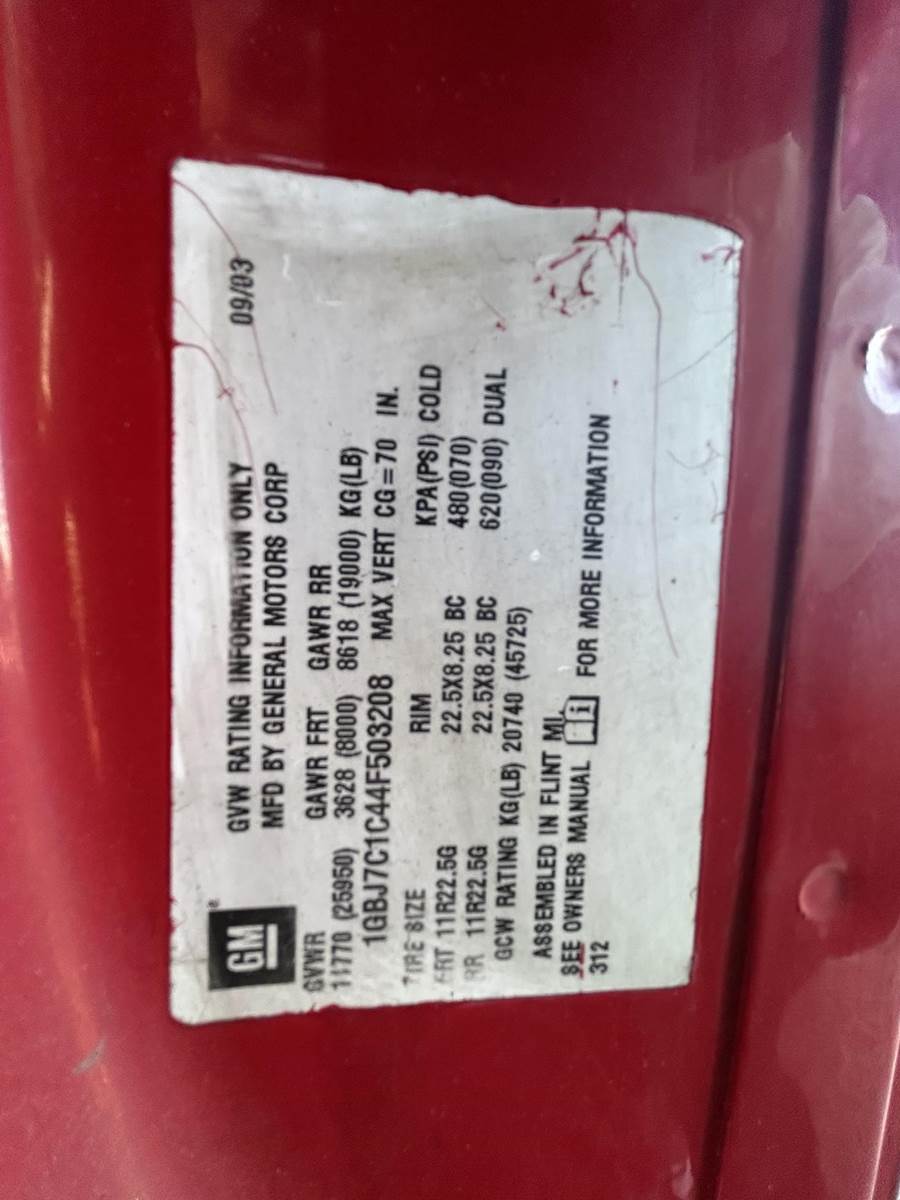 GM
GVW RATING INFORMATION ONLY 09/03
MFD BY GENERAL MOTORS CORP
GVWR GAWR FRT GAWR RR
11770 (25950) 3628 (8000) 8618 (19000) KG(LB)
1GBJ7C1C44F503208 MAX VERT CG=70 IN.
TIRE SIZE RIM KPA(PSI) COLD
FRT 11R22.5G 22.5X8.25 BC 480(070)
RR 11R22.5G 22.5X8.25 BC 620(090) DUAL
GCW RATING KG(LB) 20740 (45725)
ASSEMBLED IN FLINT MI.
SEE OWNERS MANUAL i FOR MORE INFORMATION
312